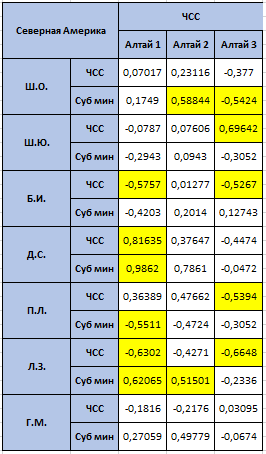 Северная Америка ЧСС
Алтай 1 Алтай 2 Алтай 3
Ш.О. ЧСС 0,07017 0,23116 -0,377
Суб мин 0,1749 0,58844 -0,5424
Ш.Ю. ЧСС -0,0787 0,07606 0,69642
Суб мин -0,2943 0,0943 -0,3052
Б.И. ЧСС -0,5757 0,01277 -0,5267
Суб мин -0,4203 0,2014 0,12743
Д.С. ЧСС 0,81635 0,37647 -0,4474
Суб мин 0,9862 0,7861 -0,0472
П.Л. ЧСС 0,36389 0,47662 -0,5394
Суб мин -0,5511 -0,4724 -0,3052
Л.З. ЧСС -0,6302 -0,4271 -0,6648
Суб мин 0,62065 0,51501 -0,2336
Г.М. ЧСС -0,1816 -0,2176 0,03095
Суб мин 0,27059 0,49779 -0,0674